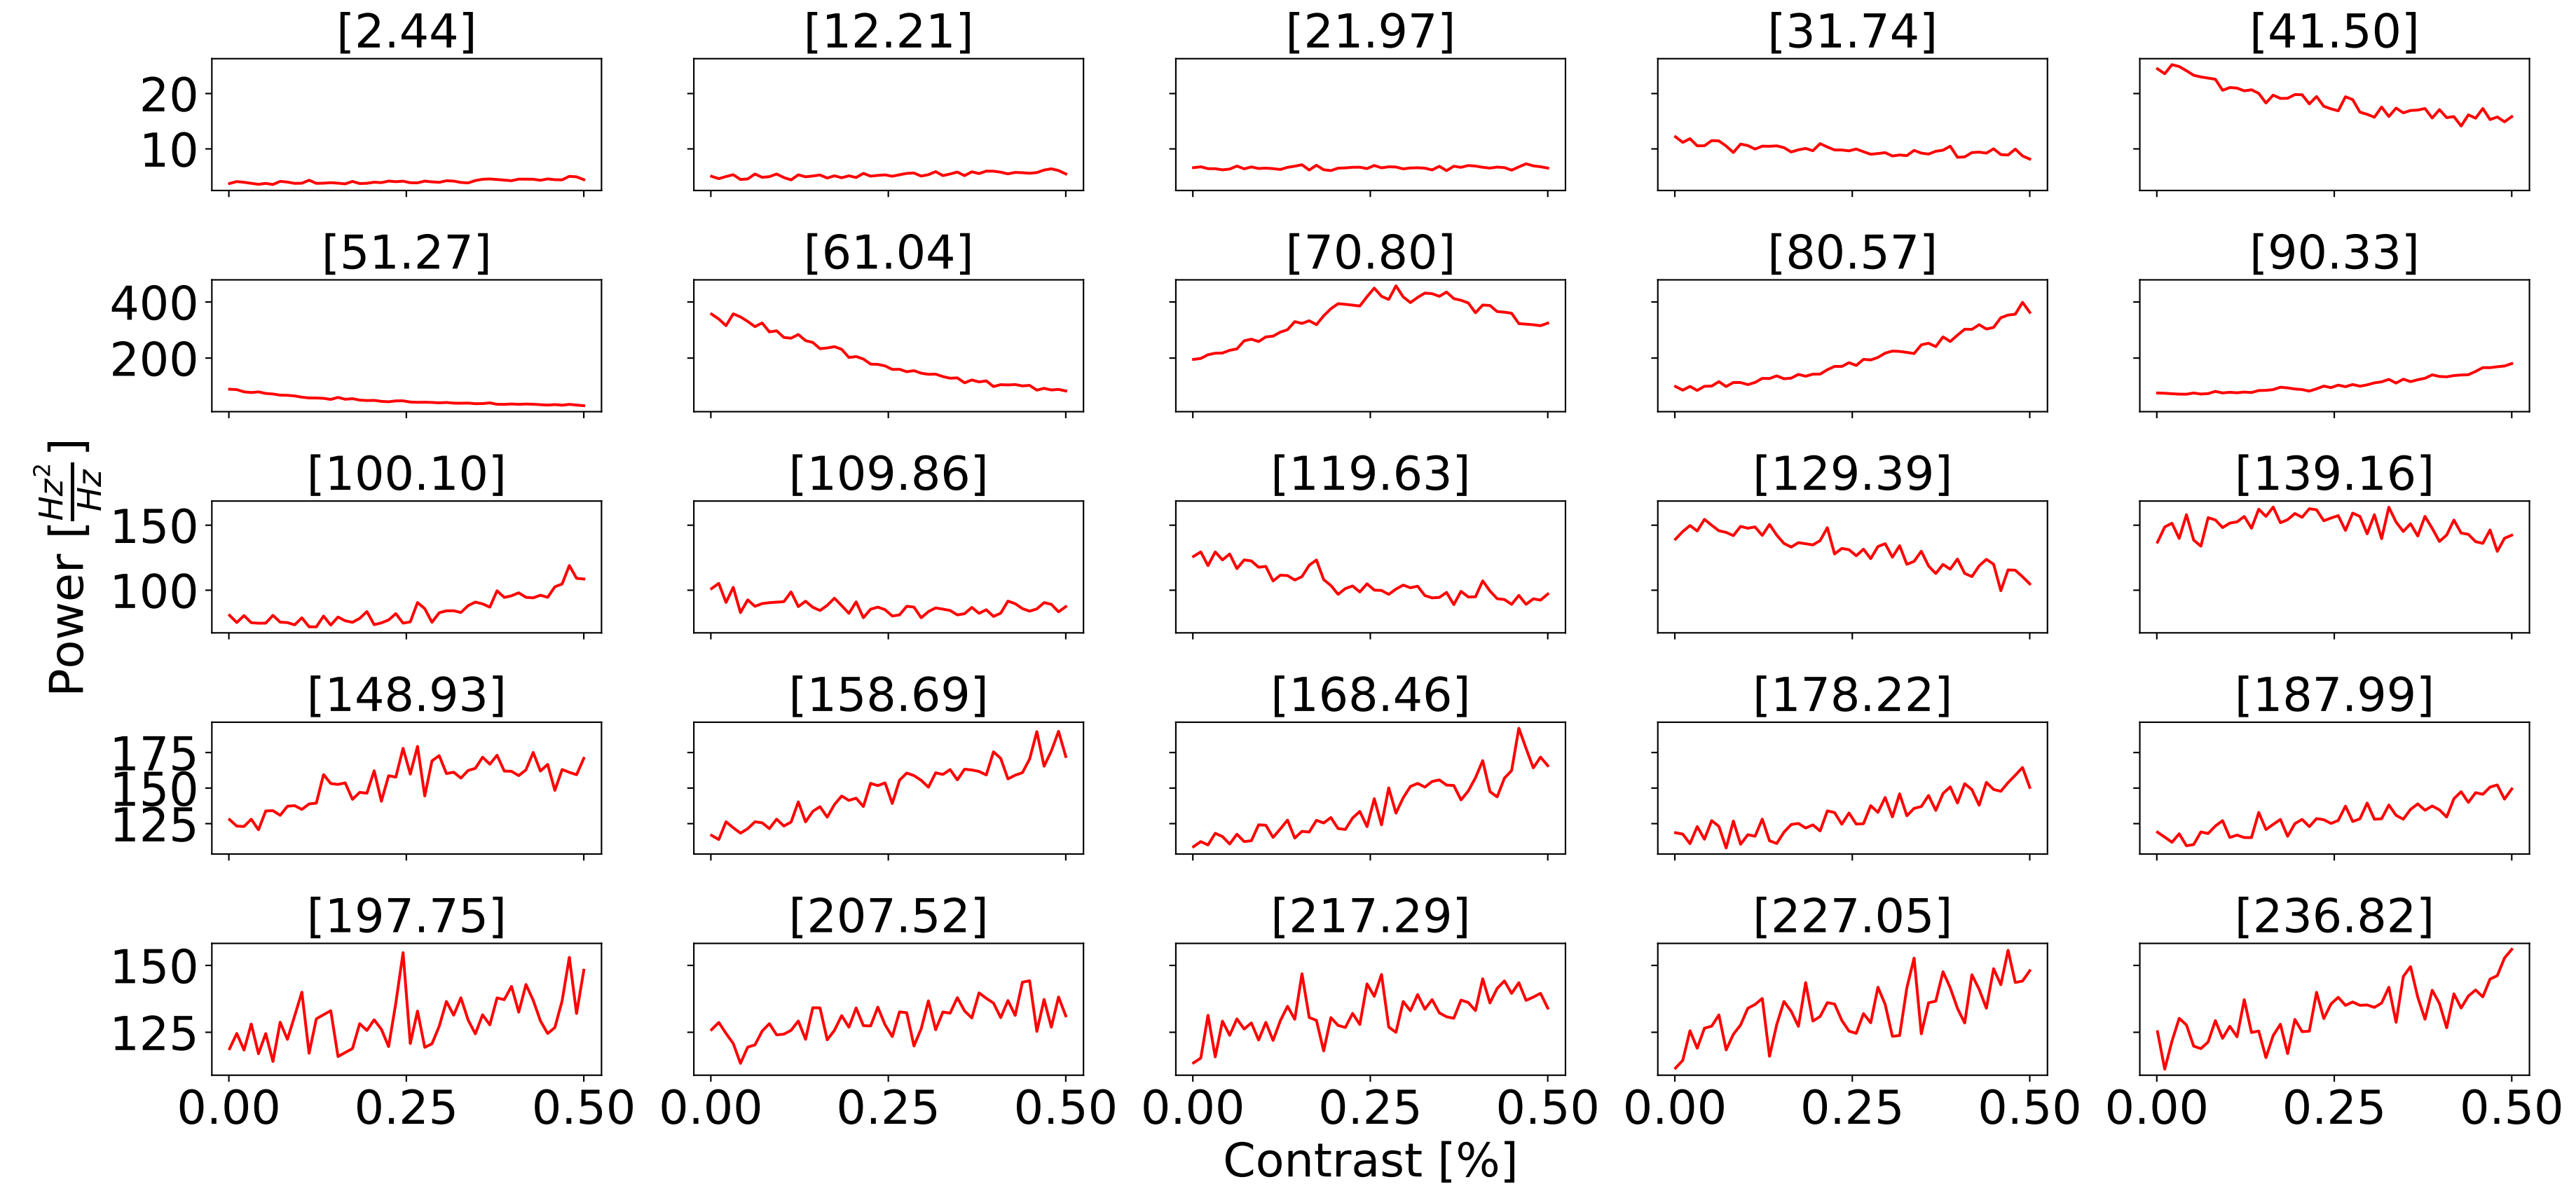 [2.44] [12.21] [21.97] [31.74] [41.50]
20
10
[51.27] [61.04] [70.80] [80.57] [90.33]
400
200
[100.10] [109.86] [119.63] [129.39] [139.16]
150
100
[148.93] [158.69] [168.46] [178.22] [187.99]
175
150
125
[197.75] [207.52] [217.29] [227.05] [236.82]
150
125
0.00 0.25 0.50 0.00 0.25 0.50 0.00 0.25 0.50 0.00 0.25 0.50 0.00 0.25 0.50
Contrast [%]
Power [Hz²/Hz]